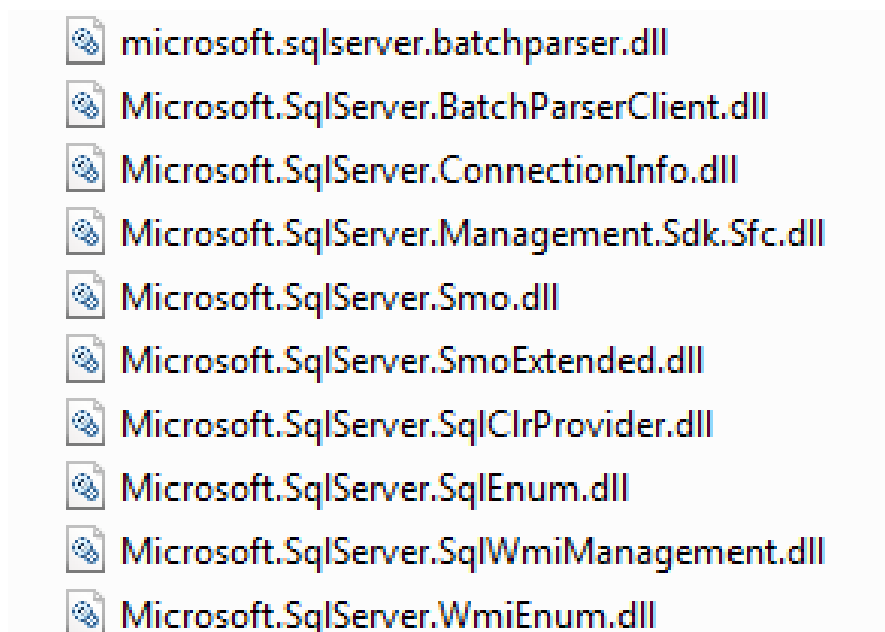 microsoft.sqlserver.batchparser.dll
Microsoft.SqlServer.BatchParserClient.dll
Microsoft.SqlServer.ConnectionInfo.dll
Microsoft.SqlServer.Management.Sdk.Sfc.dll
Microsoft.SqlServer.Smo.dll
Microsoft.SqlServer.SmoExtended.dll
Microsoft.SqlServer.SqlClrProvider.dll
Microsoft.SqlServer.SqlEnum.dll
Microsoft.SqlServer.SqlWmiManagement.dll
Microsoft.SqlServer.WmiEnum.dll